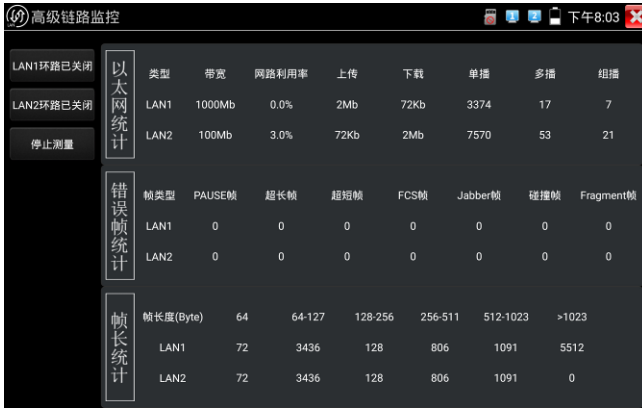 高级链路监控
下午8:03
LAN1环路已关闭
LAN2环路已关闭
停止测量
以太网统计
类型 带宽 网路利用率 上传 下载 单播 多播 组播
LAN1 1000Mb 0.0% 2Mb 72Kb 3374 17 7
LAN2 100Mb 3.0% 72Kb 2Mb 7570 53 21
错误帧统计
帧类型 PAUSE帧 超长帧 超短帧 FCS帧 Jabber帧 碰撞帧 Fragment帧
LAN1 0 0 0 0 0 0 0
LAN2 0 0 0 0 0 0 0
帧长统计
帧长度(Byte) 64 64-127 128-256 256-511 512-1023 >1023
LAN1 72 3436 128 806 1091 5512
LAN2 72 3436 128 806 1091 0